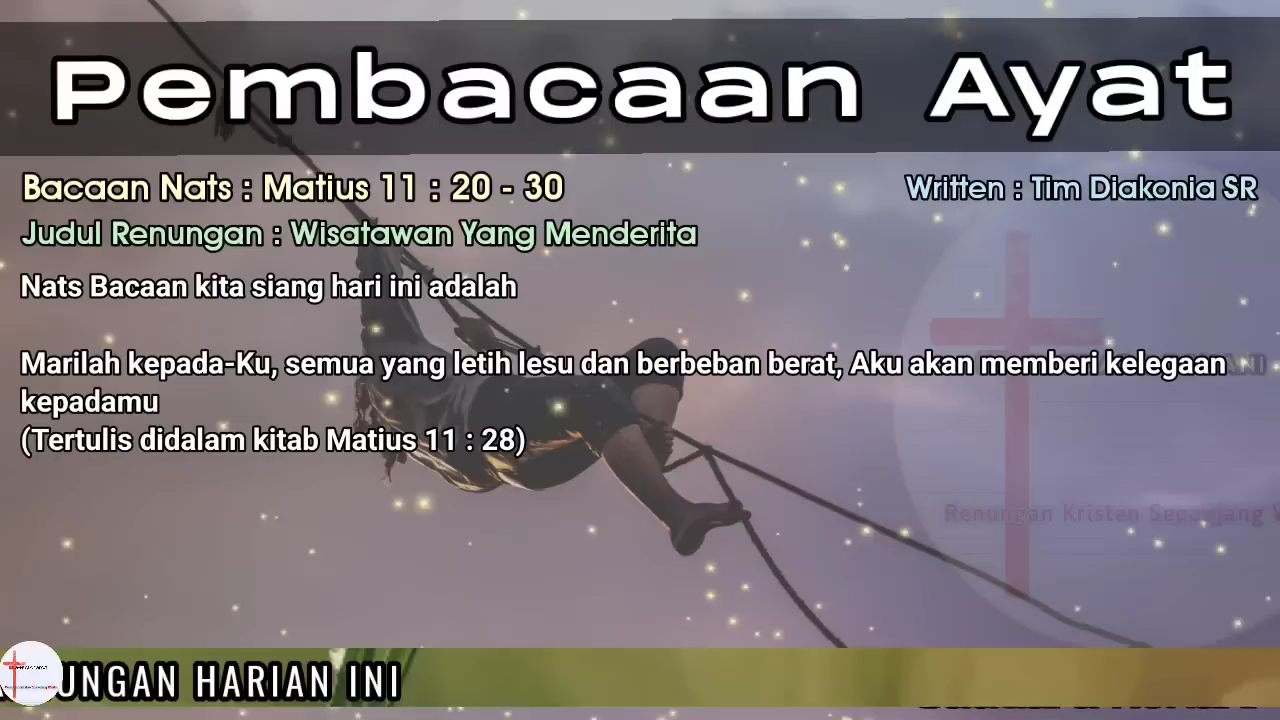 Pembacaan Ayat
Bacaan Nats : Matius 11 : 20 - 30
Written : Tim Diakonia SR
Judul Renungan : Wisatawan Yang Menderita
Nats Bacaan kita siang hari ini adalah
Marilah kepada-Ku, semua yang letih lesu dan berbeban berat, Aku akan memberi kelegaan
kepadamu
(Tertulis didalam kitab Matius 11 : 28)
Renungan Kristen Sepanjang
UNGAN HARIAN INI